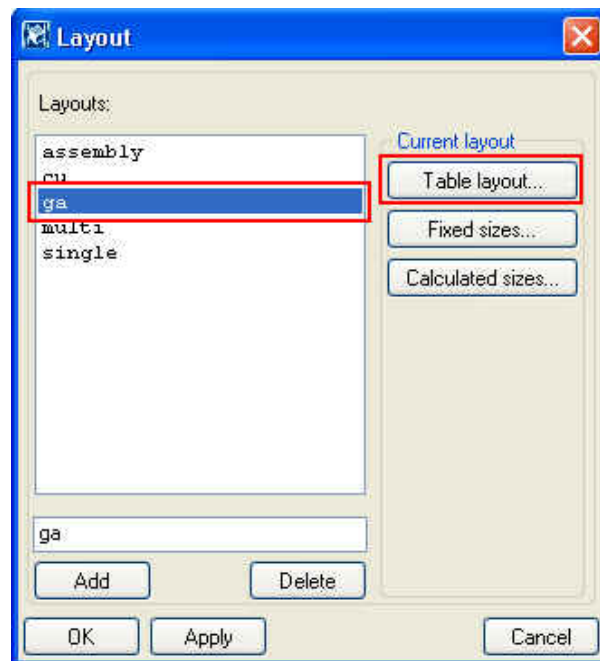 Layout
Layouts:
assembly
cu
ga
multi
single
ga
Add
Delete
Current layout
Table layout...
Fixed sizes...
Calculated sizes...
OK
Apply
Cancel